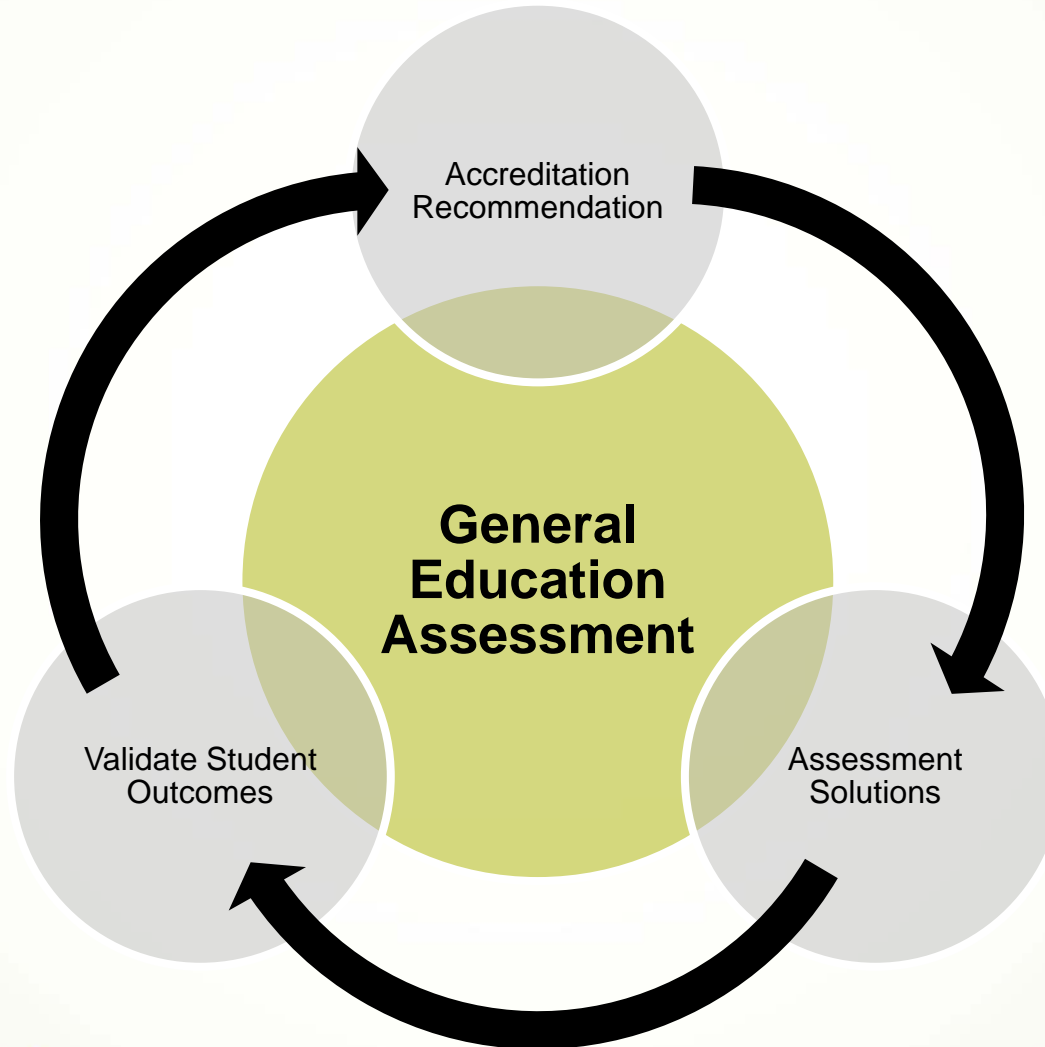 Accreditation
Recommendation
General
Education
Assessment
Validate Student
Outcomes
Assessment
Solutions